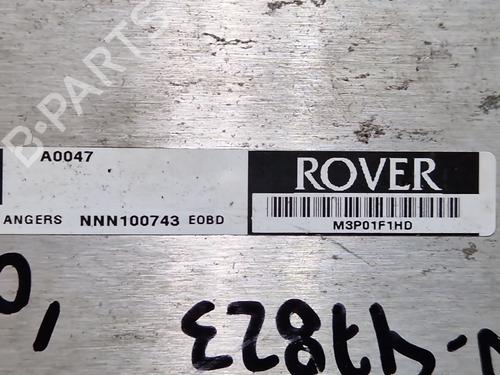 B-PARTS
A0047
ROVER
ANGERS NNN100743 EOBD
M3P01F1HD